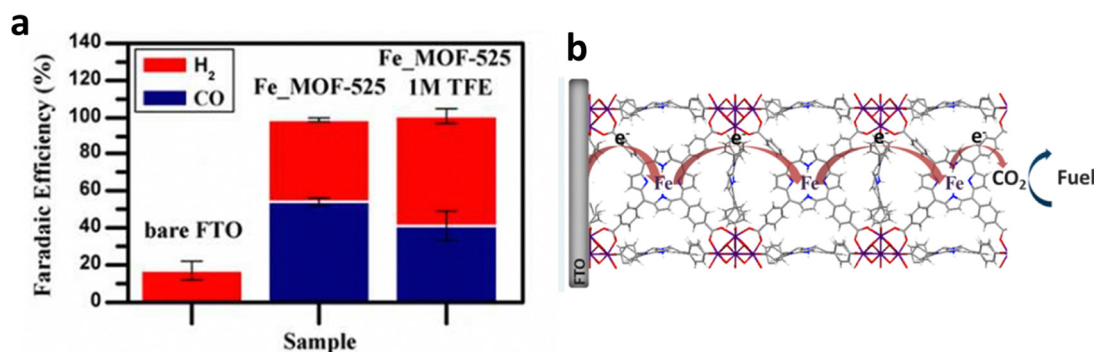 a
Faradaic Efficiency (%)
140
120
100
80
60
40
20
0
H₂
CO
bare FTO
Fe_MOF-525
Fe_MOF-525
1M TFE
Sample
b
FTO
e⁻
e⁻
e⁻
e⁻
Fe
Fe
Fe
CO₂
Fuel